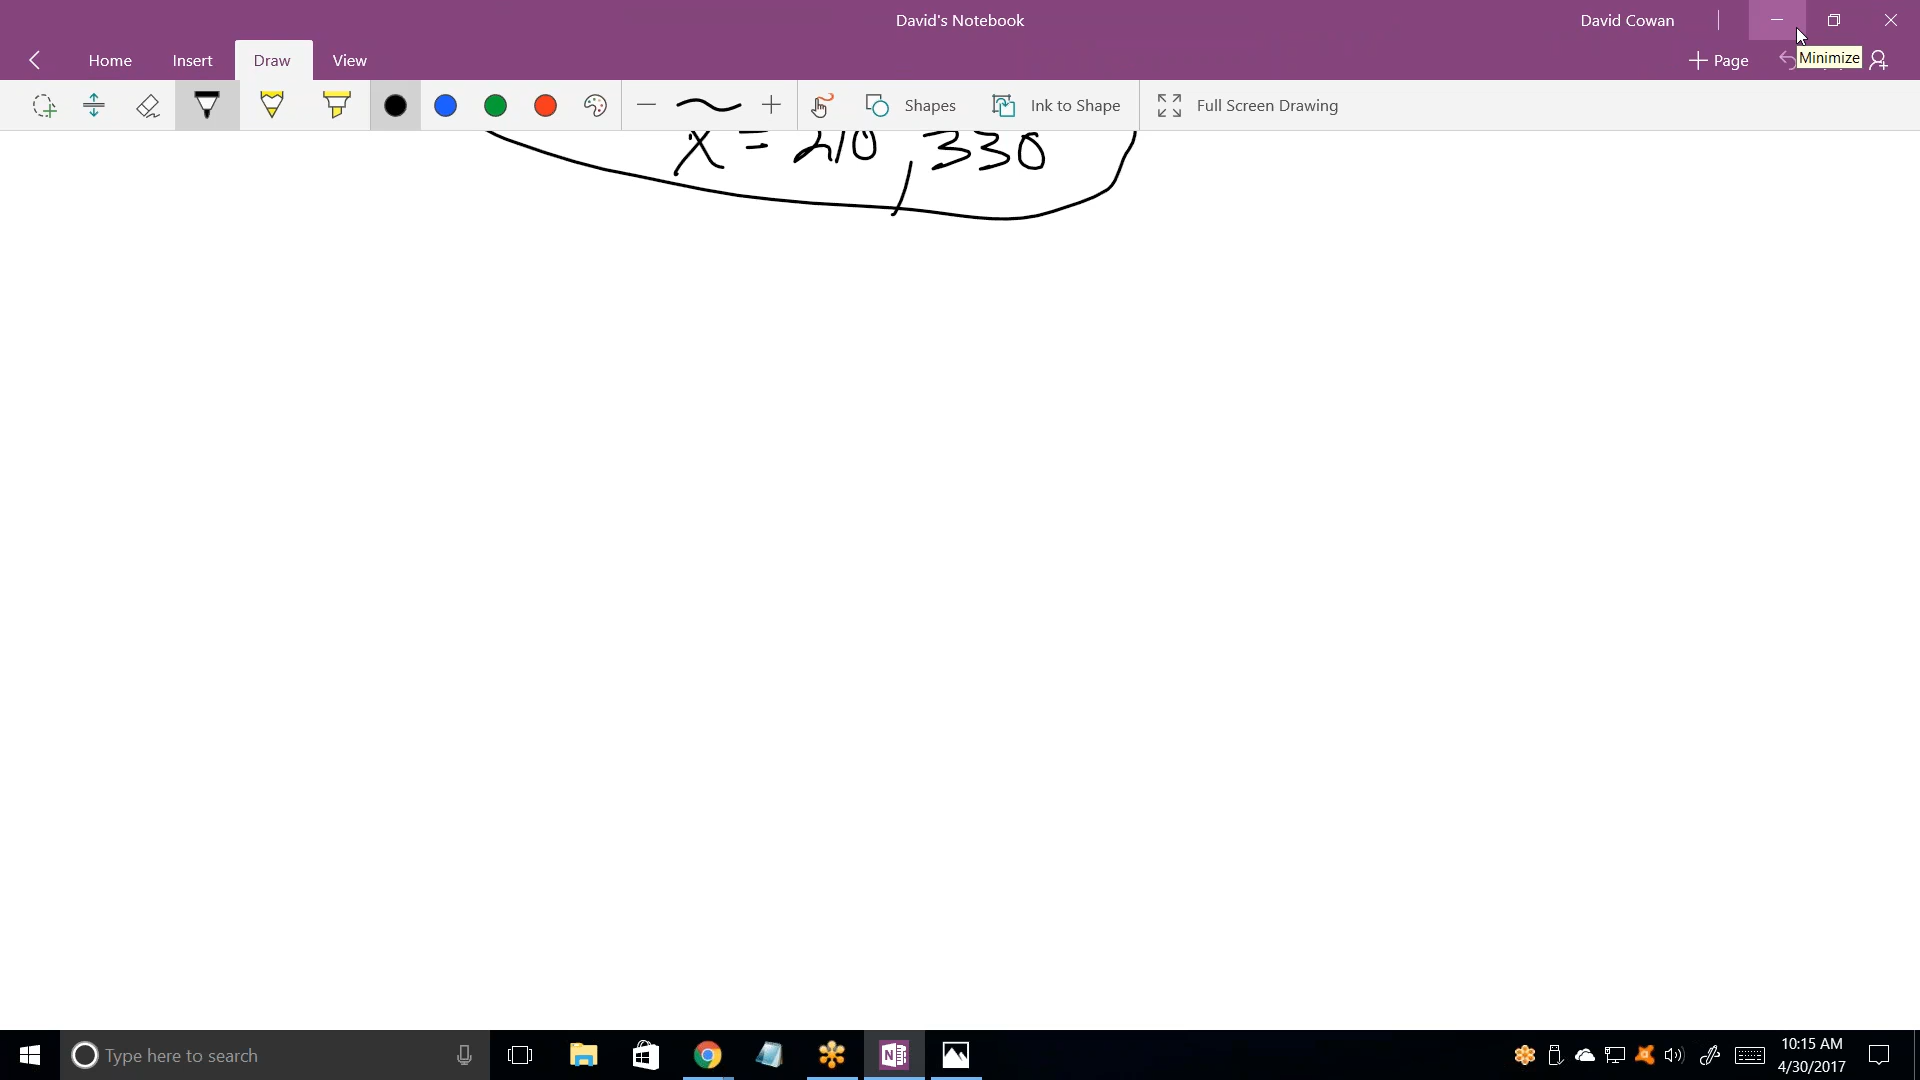 David's Notebook
David Cowan
Home Insert Draw View
Page
Minimize
Shapes
Ink to Shape
Full Screen Drawing
x = 210, 330
Type here to search
10:15 AM
4/30/2017